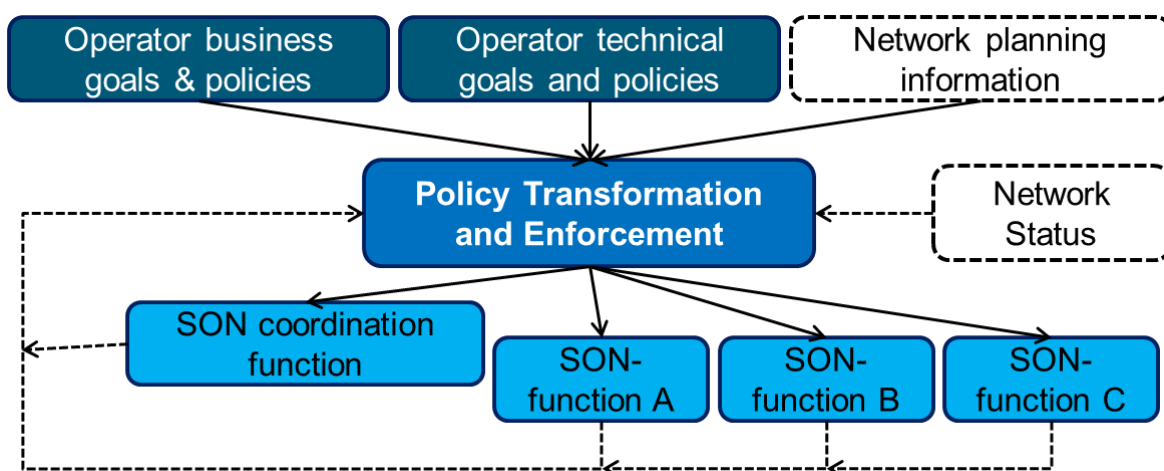 Operator business
goals & policies
Operator technical
goals and policies
Network planning
information
Policy Transformation
and Enforcement
Network
Status
SON coordination
function
SON-
function A
SON-
function B
SON-
function C